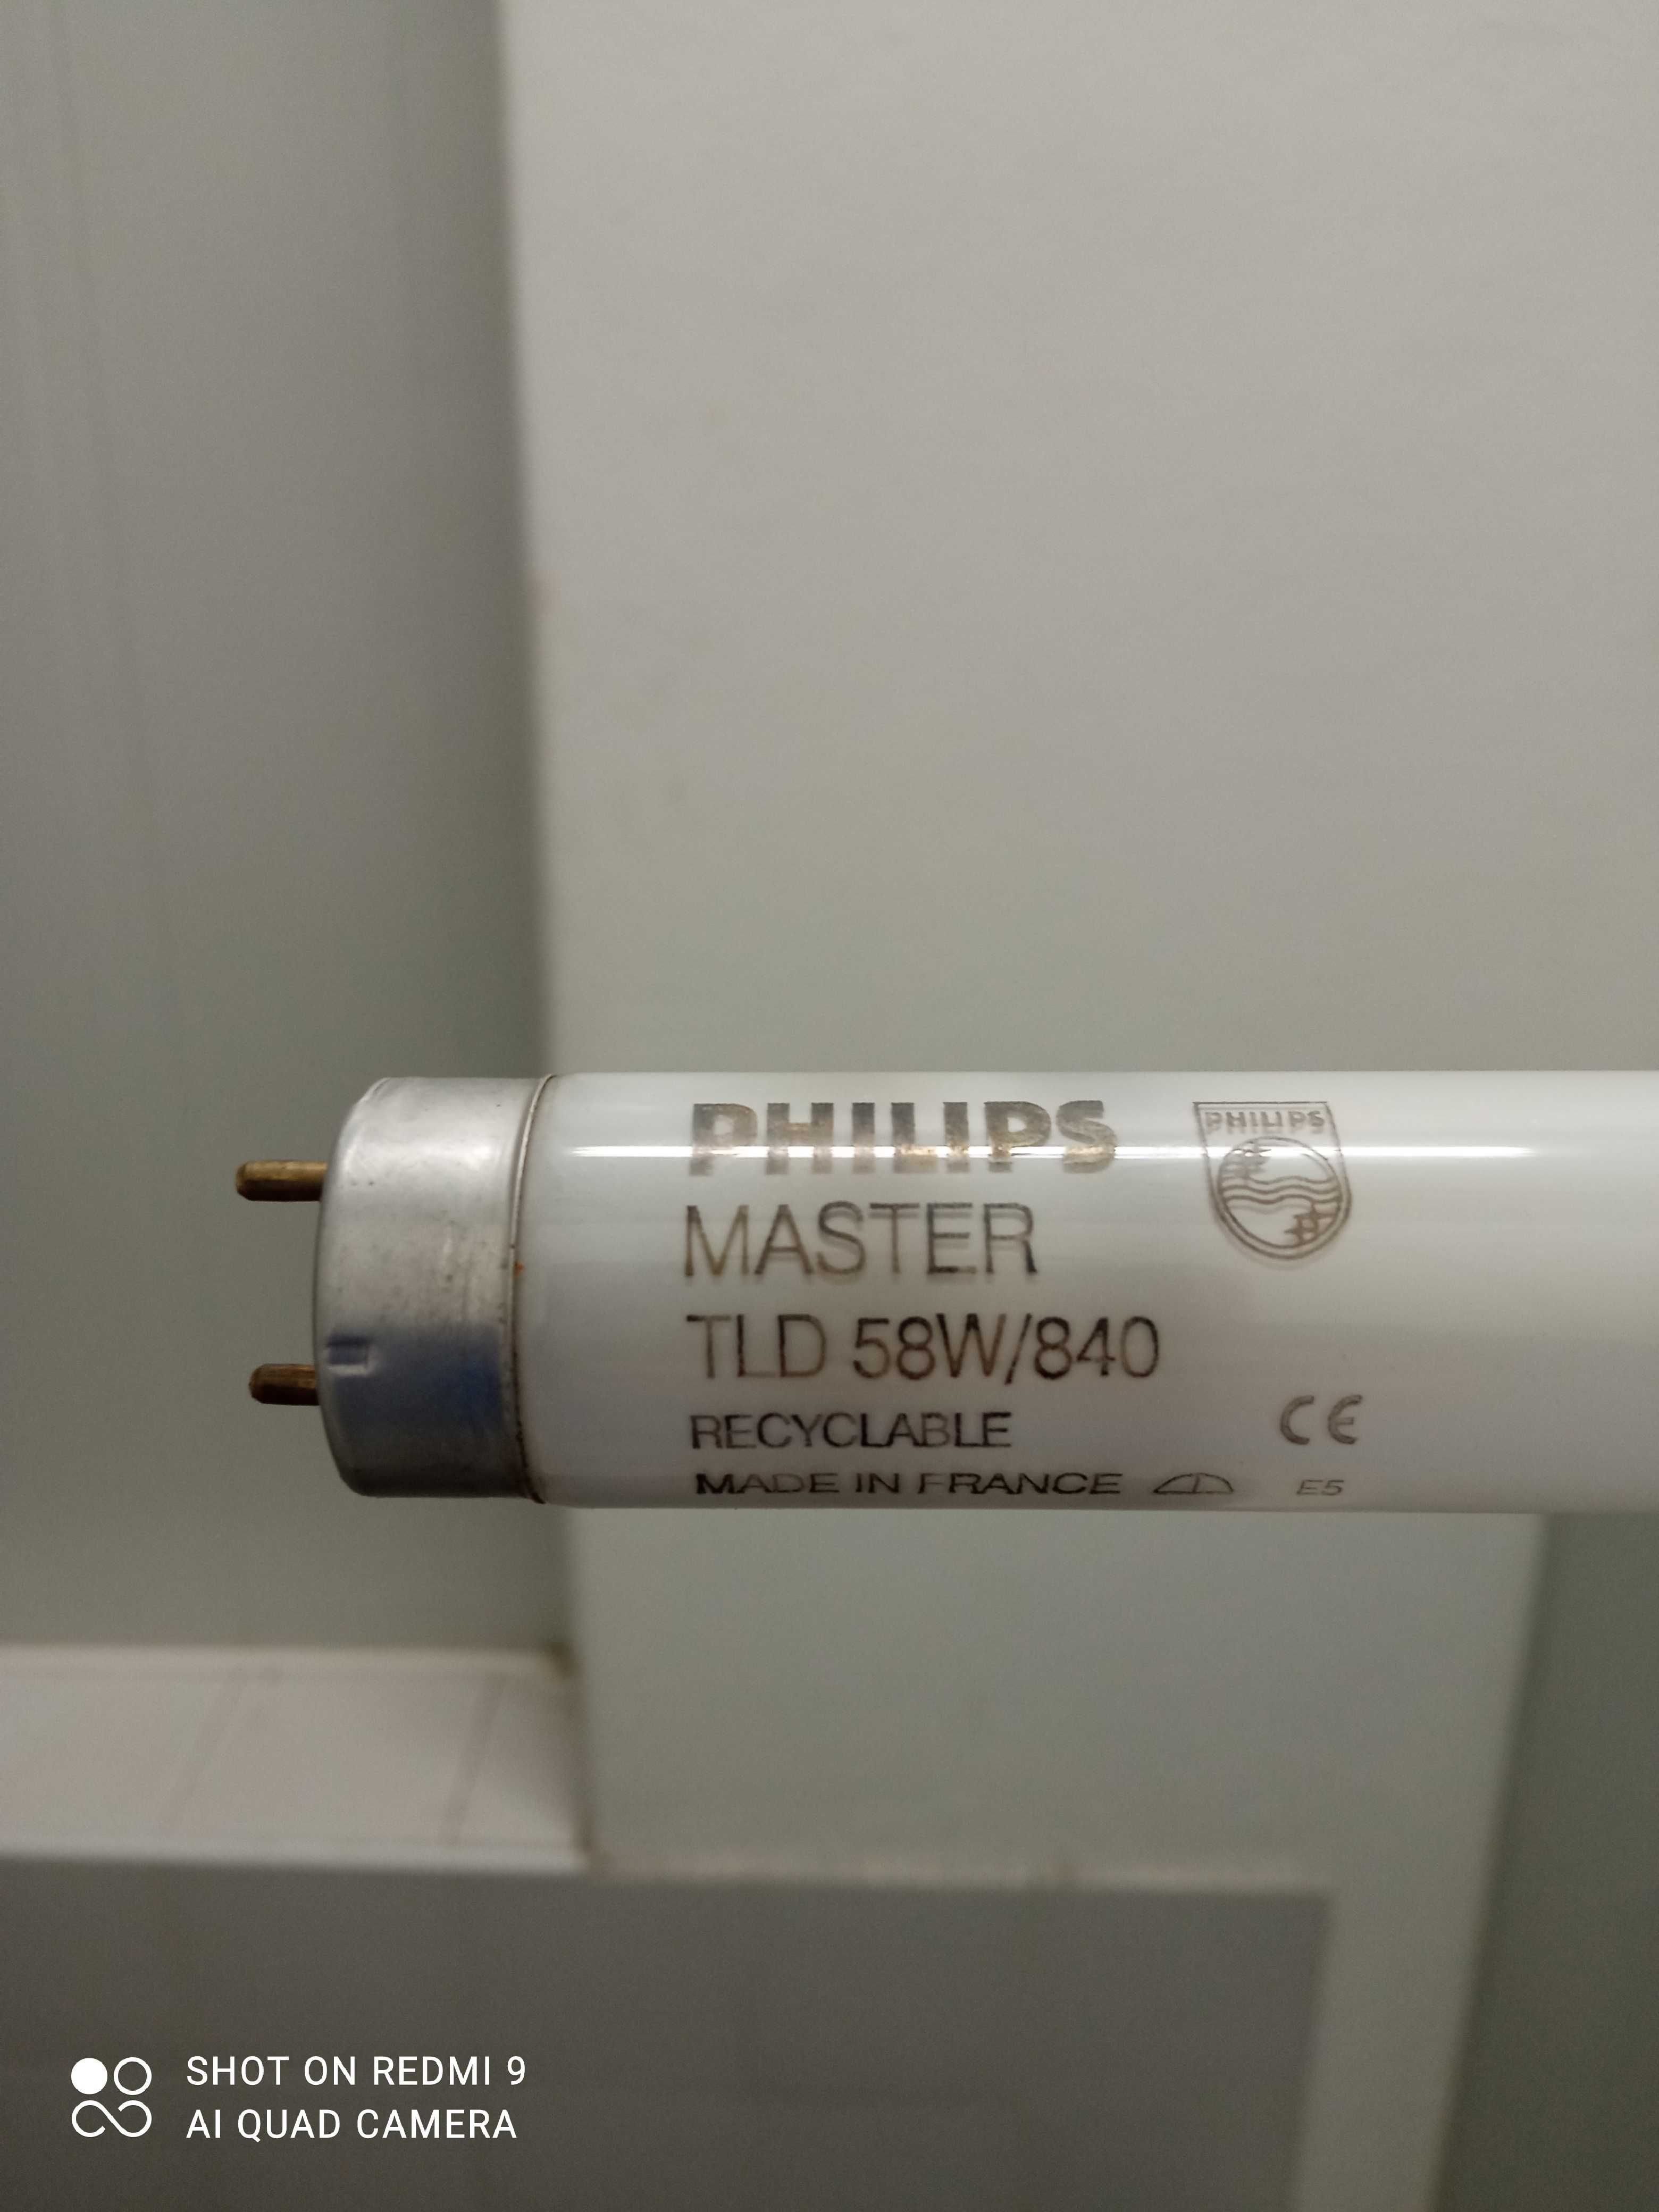 PHILIPS
PHILIPS
MASTER
TLD 58W/840
RECYCLABLE
CE
MADE IN FRANCE
E5
SHOT ON REDMI 9
AI QUAD CAMERA